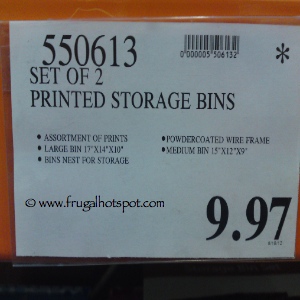 550613
0000005506132
*
SET OF 2
PRINTED STORAGE BINS
• ASSORTMENT OF PRINTS
• LARGE BIN 17"X14"X10"
• BINS NEST FOR STORAGE
• POWDERCOATED WIRE FRAME
• MEDIUM BIN 15"X12"X9"
www.frugalhotspot.com
9.97